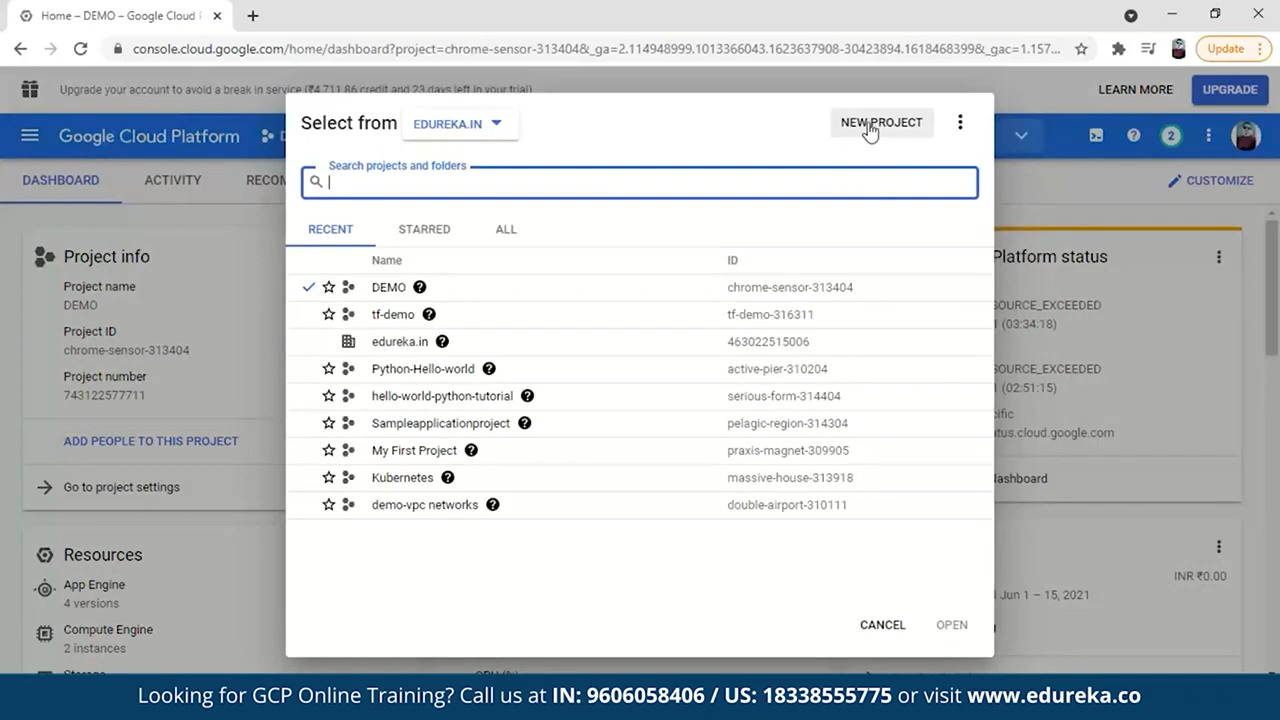 Home – DEMO – Google Cloud
console.cloud.google.com/home/dashboard?project=chrome-sensor-313404&_ga=2.114948999.1013366043.1623637908-30423894.1618468399&_gac=1.157...
Update
Upgrade your account to avoid a break in service (₹4,711.86 credit and 23 days left in your trial)
LEARN MORE
UPGRADE
Google Cloud Platform
2
DASHBOARD
ACTIVITY
RECOM
CUSTOMIZE
Select from
EDUREKA.IN
NEW PROJECT
Search projects and folders
RECENT
STARRED
ALL
Name ID
DEMO chrome-sensor-313404
tf-demo tf-demo-316311
edureka.in 463022515006
Python-Hello-world active-pier-310204
hello-world-python-tutorial serious-form-314404
Sampleapplicationproject pelagic-region-314304
My First Project praxis-magnet-309905
Kubernetes massive-house-313918
demo-vpc networks double-airport-310111
CANCEL
OPEN
Project info
Project name
DEMO
Project ID
chrome-sensor-313404
Project number
743122577711
ADD PEOPLE TO THIS PROJECT
Go to project settings
Resources
App Engine
4 versions
Compute Engine
2 instances
Platform status
SOURCE_EXCEEDED
(03:34:18)
SOURCE_EXCEEDED
(02:51:15)
cific
atus.cloud.google.com
dashboard
INR ₹0.00
Jun 1 – 15, 2021
Looking for GCP Online Training? Call us at IN: 9606058406 / US: 18338555775 or visit www.edureka.co